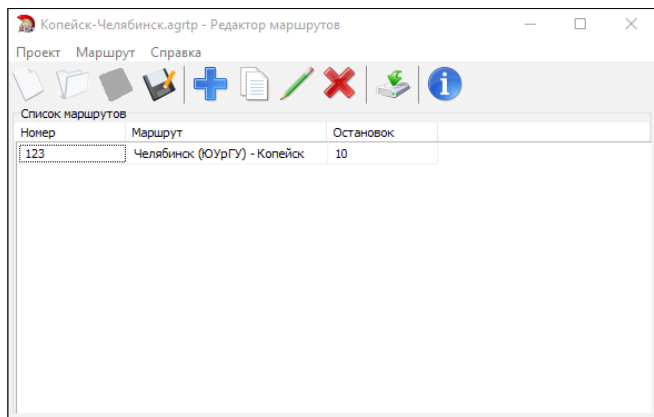 Копейск-Челябинск.agrtp - Редактор маршрутов
Проект Маршрут Справка
Список маршрутов
Номер Маршрут Остановок
123 Челябинск (ЮУрГУ) - Копейск 10